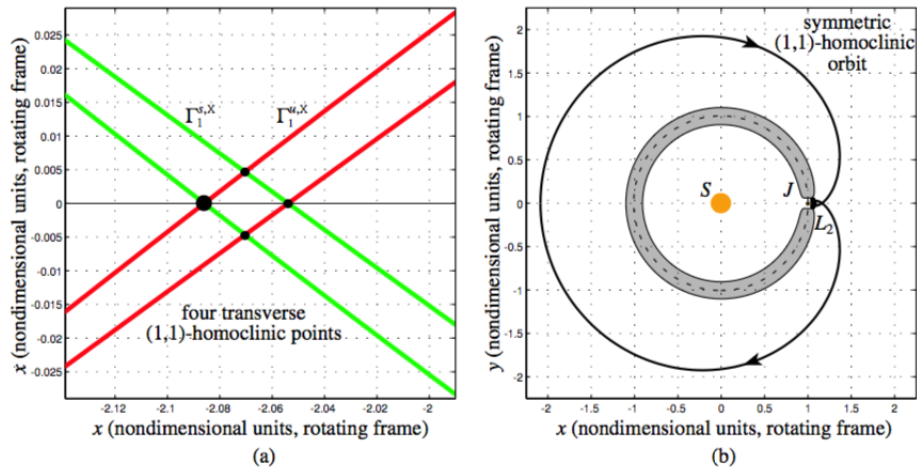 0.025
0.02
0.015
0.01
0.005
0
-0.005
-0.01
-0.015
-0.02
-0.025
ẋ (nondimensional units, rotating frame)
Γ₁ˢ,ˣ
Γ₁ᵘ,ˣ
four transverse
(1,1)-homoclinic points
-2.12
-2.1
-2.08
-2.06
-2.04
-2.02
-2
x (nondimensional units, rotating frame)
(a)
2
1.5
1
0.5
0
-0.5
-1
-1.5
-2
y (nondimensional units, rotating frame)
symmetric
(1,1)-homoclinic
orbit
S
J
L₂
-2
-1.5
-1
-0.5
0
0.5
1
1.5
2
x (nondimensional units, rotating frame)
(b)